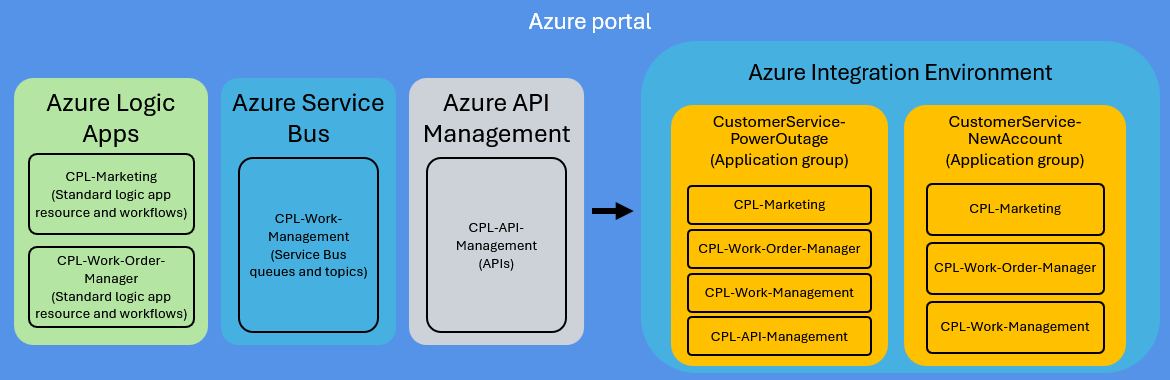 Azure portal
Azure Logic
Apps
CPL-Marketing
(Standard logic app
resource and workflows)
CPL-Work-Order-
Manager
(Standard logic app
resource and workflows)
Azure Service
Bus
CPL-Work-
Management
(Service Bus
queues and topics)
Azure API
Management
CPL-API-
Management
(APIs)
Azure Integration Environment
CustomerService-
PowerOutage
(Application group)
CPL-Marketing
CPL-Work-Order-Manager
CPL-Work-Management
CPL-API-Management
CustomerService-
NewAccount
(Application group)
CPL-Marketing
CPL-Work-Order-Manager
CPL-Work-Management